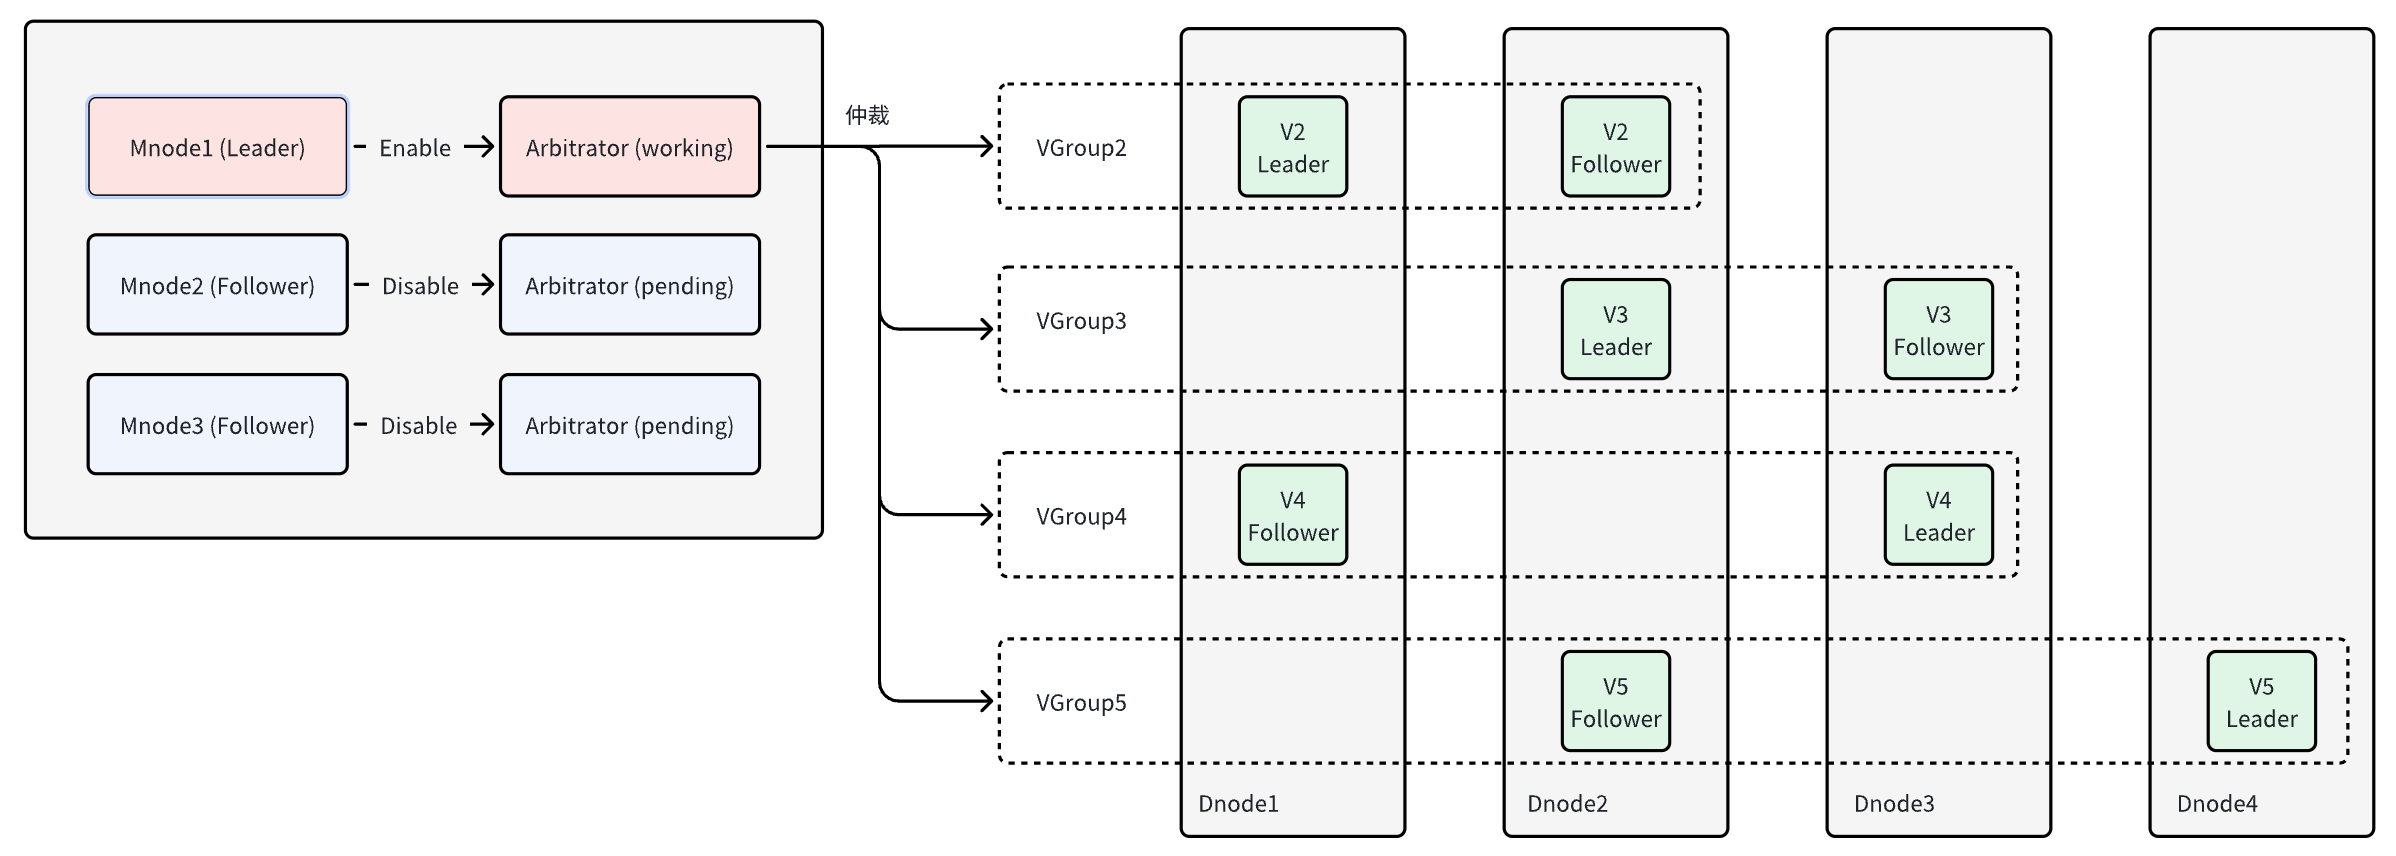 Mnode1 (Leader)
Enable
Arbitrator (working)
仲裁
Mnode2 (Follower)
Disable
Arbitrator (pending)
Mnode3 (Follower)
Disable
Arbitrator (pending)
VGroup2
V2
Leader
V2
Follower
VGroup3
V3
Leader
V3
Follower
VGroup4
V4
Follower
V4
Leader
VGroup5
V5
Follower
V5
Leader
Dnode1
Dnode2
Dnode3
Dnode4